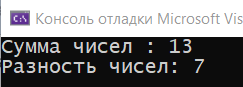 Консоль отладки Microsoft Vis
Сумма чисел : 13
Разность чисел: 7